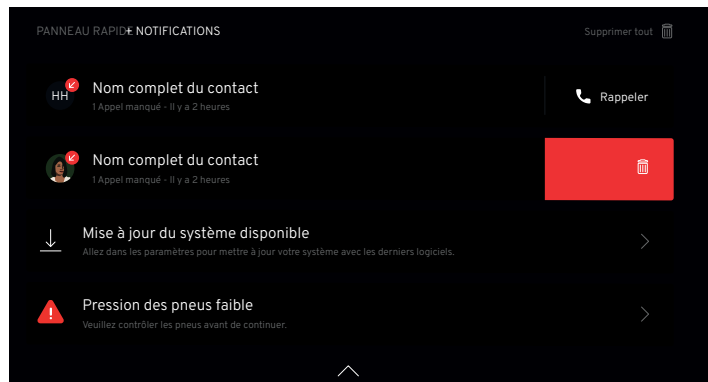 PANNEAU RAPIDE NOTIFICATIONS
Supprimer tout
HH
Nom complet du contact
1 Appel manqué - Il y a 2 heures
Rappeler
Nom complet du contact
1 Appel manqué - Il y a 2 heures
Mise à jour du système disponible
Allez dans les paramètres pour mettre à jour votre système avec les derniers logiciels.
Pression des pneus faible
Veuillez contrôler les pneus avant de continuer.